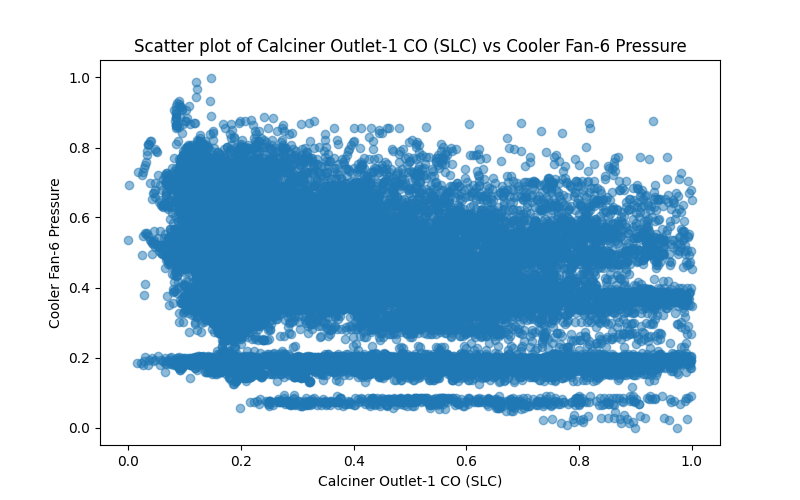 Scatter plot of Calciner Outlet-1 CO (SLC) vs Cooler Fan-6 Pressure
1.0
0.8
0.6
0.4
0.2
0.0
Cooler Fan-6 Pressure
0.0 0.2 0.4 0.6 0.8 1.0
Calciner Outlet-1 CO (SLC)